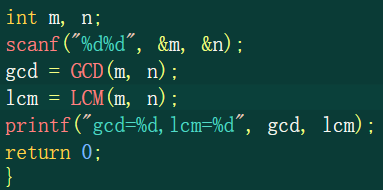 int m, n;
scanf("%d%d", &m, &n);
gcd = GCD(m, n);
lcm = LCM(m, n);
printf("gcd=%d,lcm=%d", gcd, lcm);
return 0;
}